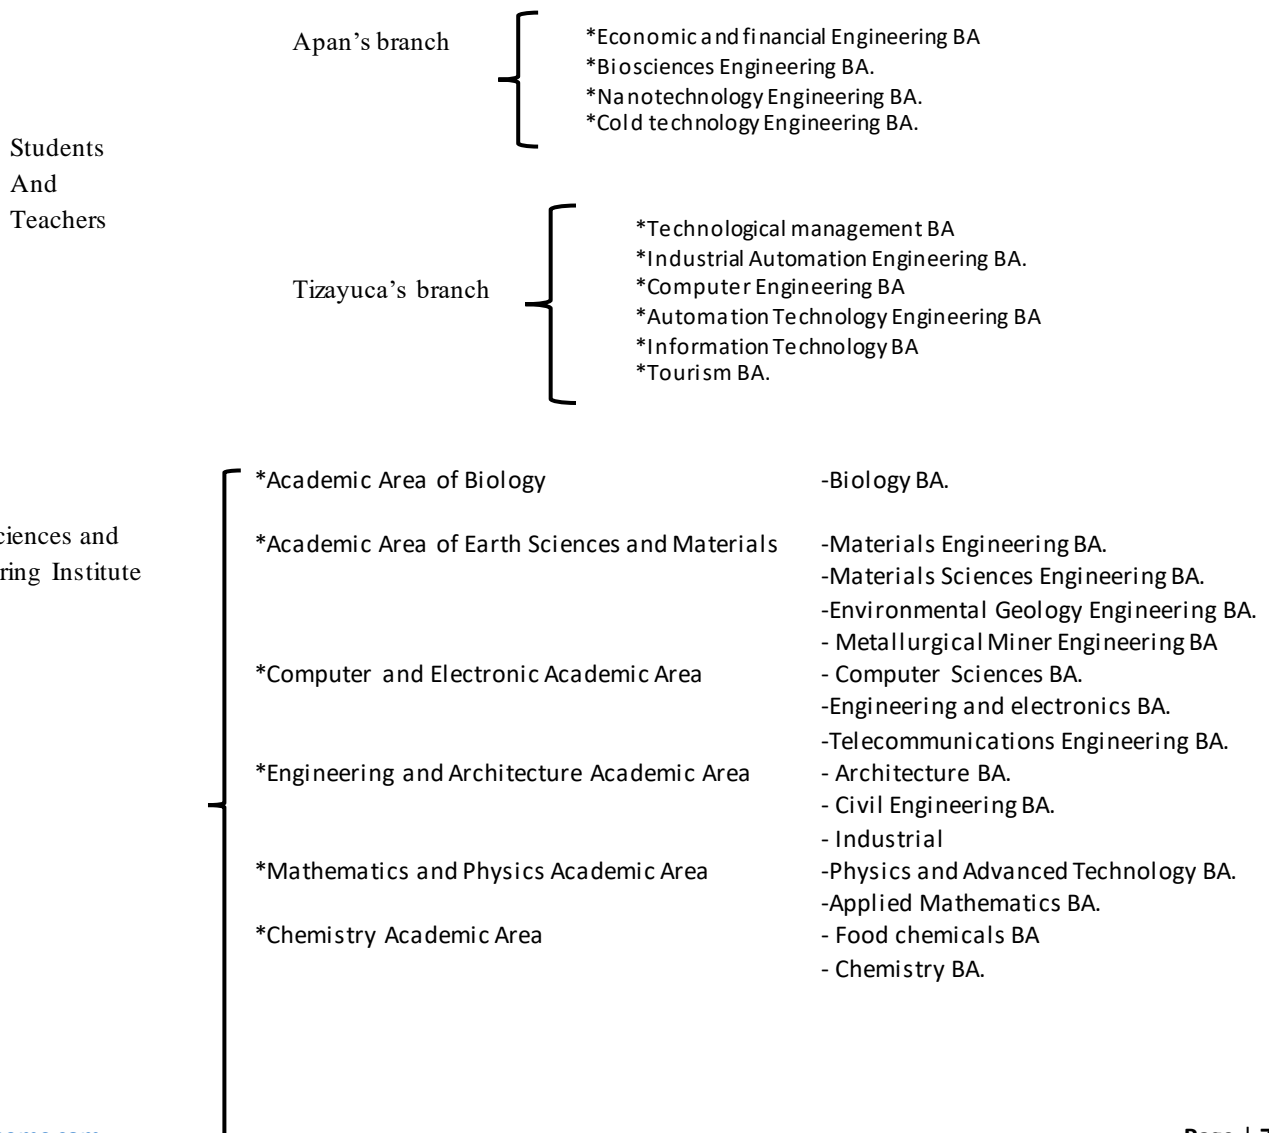 Apan’s branch
*Economic and financial Engineering BA
*Biosciences Engineering BA.
*Nanotechnology Engineering BA.
*Cold technology Engineering BA.
Students
And
Teachers
Tizayuca’s branch
*Technological management BA
*Industrial Automation Engineering BA.
*Computer Engineering BA
*Automation Technology Engineering BA
*Information Technology BA
*Tourism BA.
*Academic Area of Biology -Biology BA.
and
Institute
*Academic Area of Earth Sciences and Materials -Materials Engineering BA.
-Materials Sciences Engineering BA.
-Environmental Geology Engineering BA.
- Metallurgical Miner Engineering BA
*Computer and Electronic Academic Area - Computer Sciences BA.
-Engineering and electronics BA.
-Telecommunications Engineering BA.
*Engineering and Architecture Academic Area - Architecture BA.
- Civil Engineering BA.
- Industrial
*Mathematics and Physics Academic Area -Physics and Advanced Technology BA.
-Applied Mathematics BA.
*Chemistry Academic Area - Food chemicals BA
- Chemistry BA.